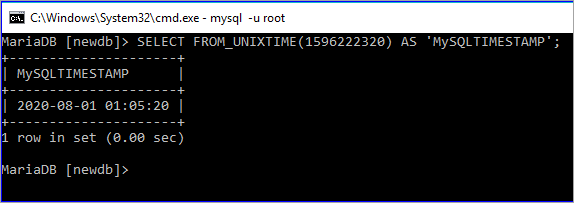 C:\Windows\System32\cmd.exe - mysql  -u root
MariaDB [newdb]> SELECT FROM_UNIXTIME(1596222320) AS 'MySQLTIMESTAMP';
+---------------------+
| MySQLTIMESTAMP      |
+---------------------+
| 2020-08-01 01:05:20 |
+---------------------+
1 row in set (0.00 sec)
MariaDB [newdb]>